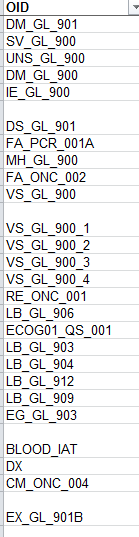 OID
DM_GL_901
SV_GL_900
UNS_GL_900
DM_GL_900
IE_GL_900
DS_GL_901
FA_PCR_001A
MH_GL_900
FA_ONC_002
VS_GL_900
VS_GL_900_1
VS_GL_900_2
VS_GL_900_3
VS_GL_900_4
RE_ONC_001
LB_GL_906
ECOG01_QS_001
LB_GL_903
LB_GL_904
LB_GL_912
LB_GL_909
EG_GL_903
BLOOD_IAT
DX
CM_ONC_004
EX_GL_901B